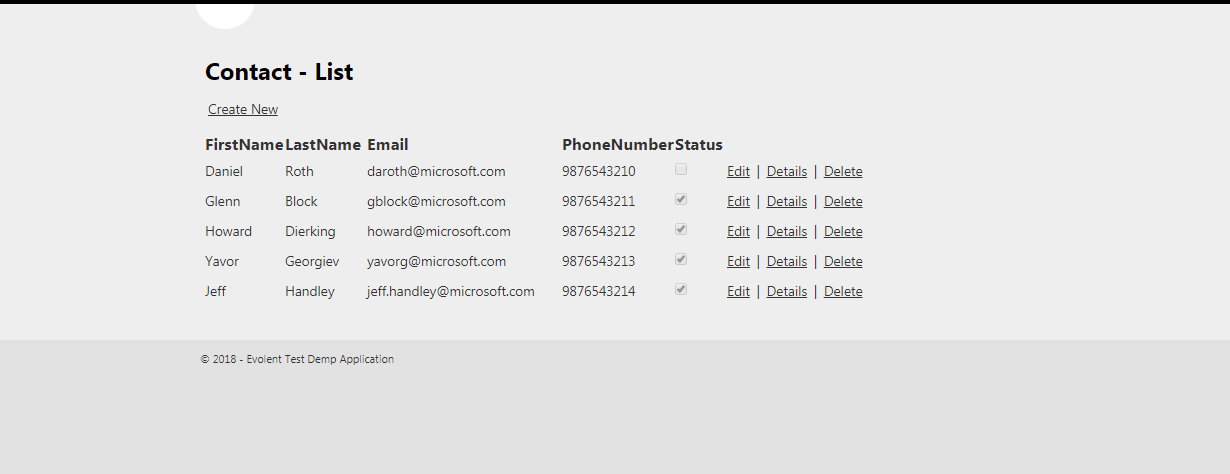 Contact - List
Create New
FirstName LastName Email PhoneNumber Status
Daniel Roth daroth@microsoft.com 9876543210 Edit | Details | Delete
Glenn Block gblock@microsoft.com 9876543211 Edit | Details | Delete
Howard Dierking howard@microsoft.com 9876543212 Edit | Details | Delete
Yavor Georgiev yavorg@microsoft.com 9876543213 Edit | Details | Delete
Jeff Handley jeff.handley@microsoft.com 9876543214 Edit | Details | Delete
© 2018 - Evolent Test Demp Application